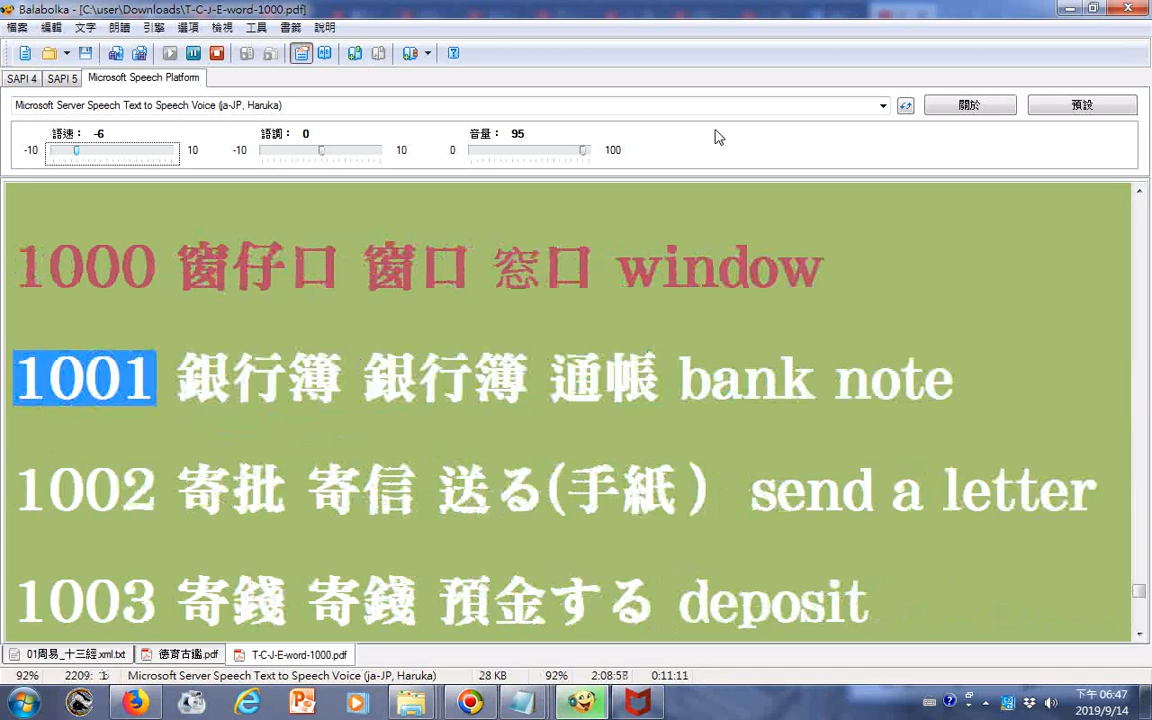 Balabolka - [C:\user\Downloads\T-C-J-E-word-1000.pdf]
檔案 編輯 文字 朗讀 引擎 選項 檢視 工具 書籤 說明
SAPI 4 SAPI 5 Microsoft Speech Platform
Microsoft Server Speech Text to Speech Voice (ja-JP, Haruka) 關於 預設
語速： -6 語調： 0 音量： 95
-10 10 -10 10 0 100
1000 窗仔口 窗口 窓口 window
1001 銀行簿 銀行簿 通帳 bank note
1002 寄批 寄信 送る(手紙） send a letter
1003 寄錢 寄錢 預金する deposit
01周易_十三經.xml.txt 德育古鑑.pdf T-C-J-E-word-1000.pdf
92% 2209: 1 Microsoft Server Speech Text to Speech Voice (ja-JP, Haruka) 28 KB 92% 2:08:58 0:11:11
下午 06:47
2019/9/14